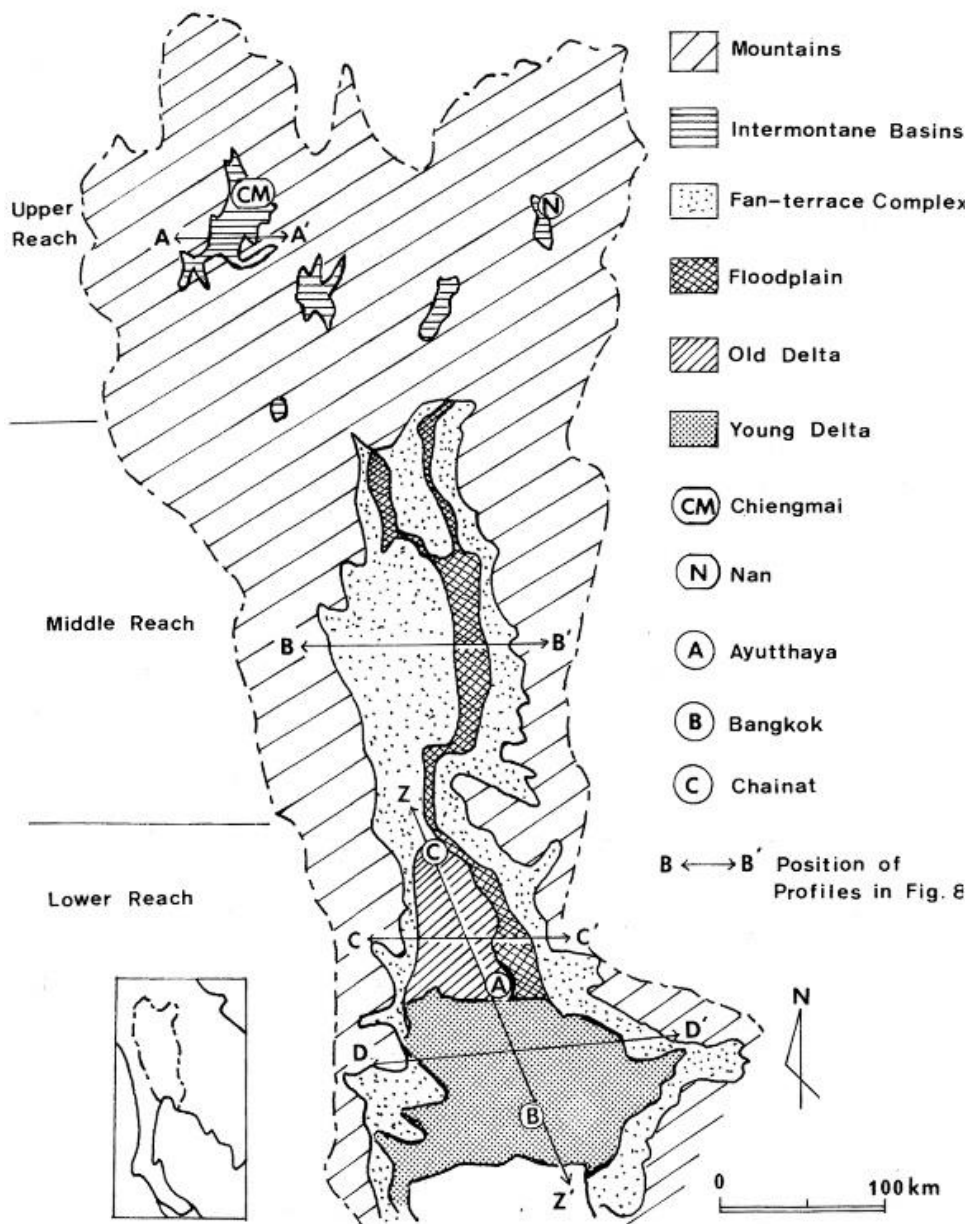 Mountains
Intermontane Basins
Fan-terrace Complex
Floodplain
Old Delta
Young Delta
CM Chiengmai
N Nan
A Ayutthaya
B Bangkok
C Chainat
B B′ Position of
Profiles in Fig. 8
Upper
Reach
CM
N
A A′
Middle Reach
B B′
Z
C
Lower Reach
C C′
A
D D′
B
Z′
N
0 100 km